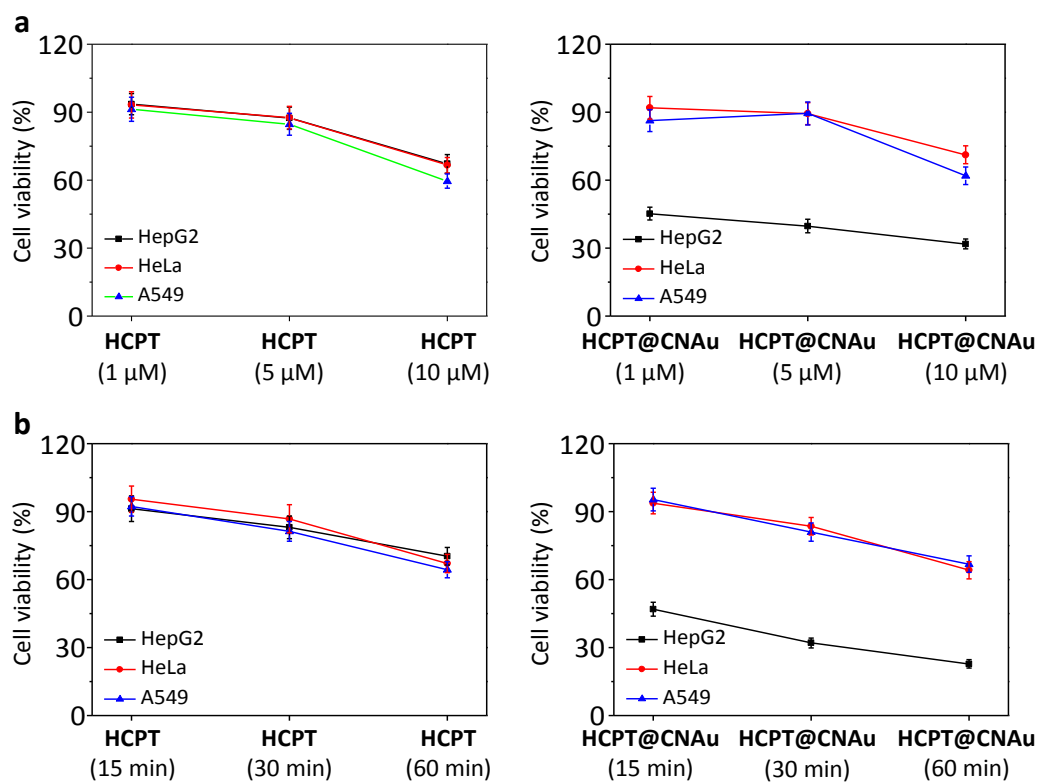 a
120
90
60
30
0
Cell viability (%)
HepG2
HeLa
A549
HCPT HCPT HCPT
(1 μM) (5 μM) (10 μM)
120
90
60
30
0
Cell viability (%)
HepG2
HeLa
A549
HCPT@CNAu HCPT@CNAu HCPT@CNAu
(1 μM) (5 μM) (10 μM)
b
120
90
60
30
0
Cell viability (%)
HepG2
HeLa
A549
HCPT HCPT HCPT
(15 min) (30 min) (60 min)
120
90
60
30
0
Cell viability (%)
HepG2
HeLa
A549
HCPT@CNAu HCPT@CNAu HCPT@CNAu
(15 min) (30 min) (60 min)